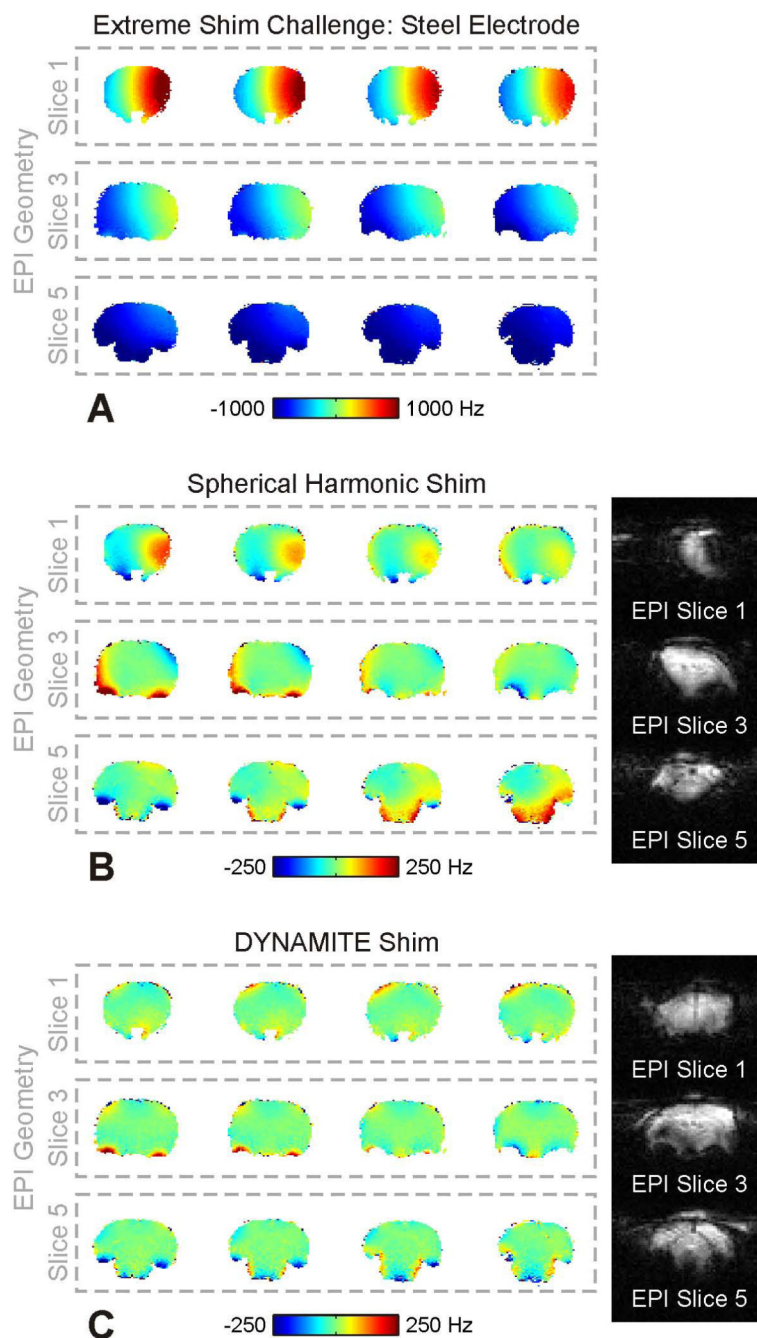 Extreme Shim Challenge: Steel Electrode
EPI Geometry
Slice 1
Slice 3
Slice 5
A
-1000
1000 Hz
Spherical Harmonic Shim
EPI Geometry
Slice 1
Slice 3
Slice 5
EPI Slice 1
EPI Slice 3
EPI Slice 5
B
-250
250 Hz
DYNAMITE Shim
EPI Geometry
Slice 1
Slice 3
Slice 5
EPI Slice 1
EPI Slice 3
EPI Slice 5
C
-250
250 Hz